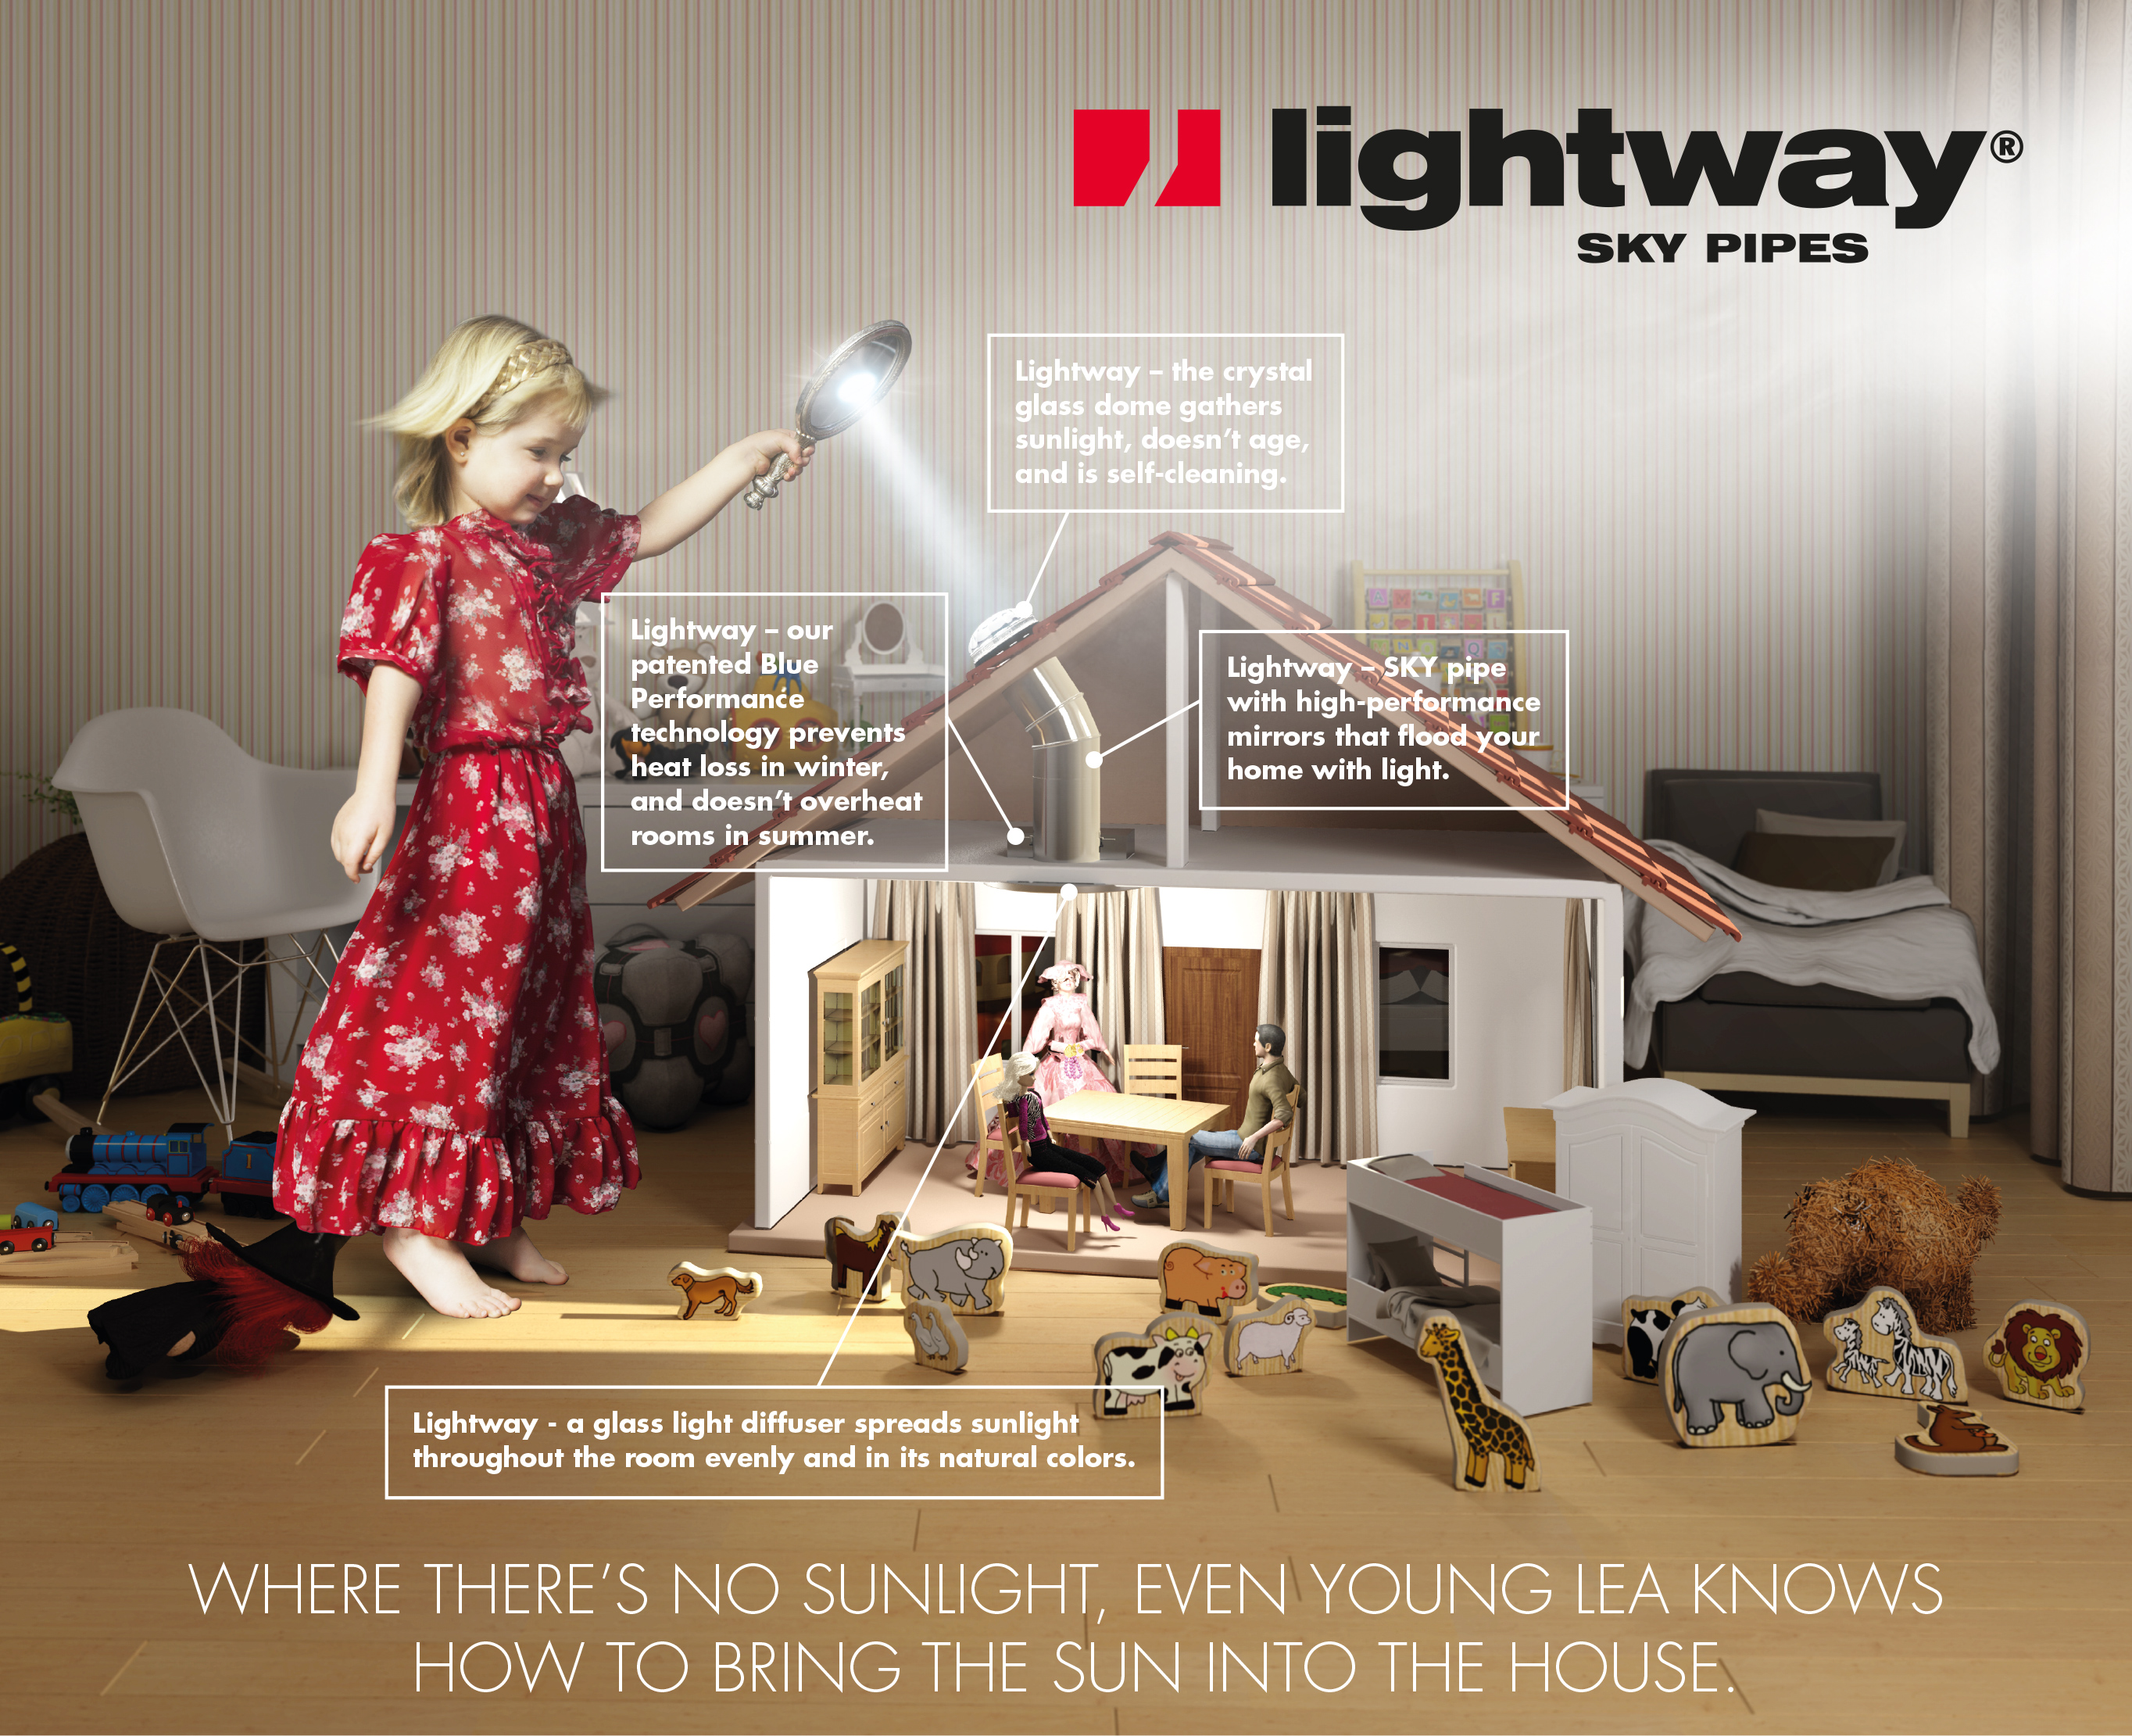 lightway®
SKY PIPES
Lightway – the crystal
glass dome gathers
sunlight, doesn't age,
and is self-cleaning.
Lightway – our
patented Blue
Performance
technology prevents
heat loss in winter,
and doesn't overheat
rooms in summer.
Lightway – SKY pipe
with high-performance
mirrors that flood your
home with light.
Lightway - a glass light diffuser spreads sunlight
throughout the room evenly and in its natural colors.
WHERE THERE'S NO SUNLIGHT, EVEN YOUNG LEA KNOWS
HOW TO BRING THE SUN INTO THE HOUSE.